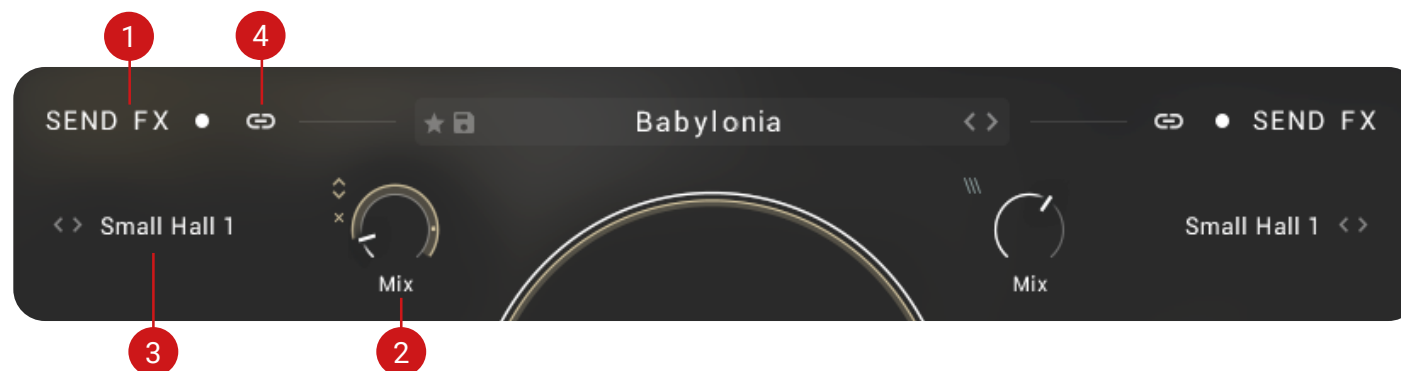 1 4
SEND FX Babylonia SEND FX
Small Hall 1 Small Hall 1
Mix Mix
3 2